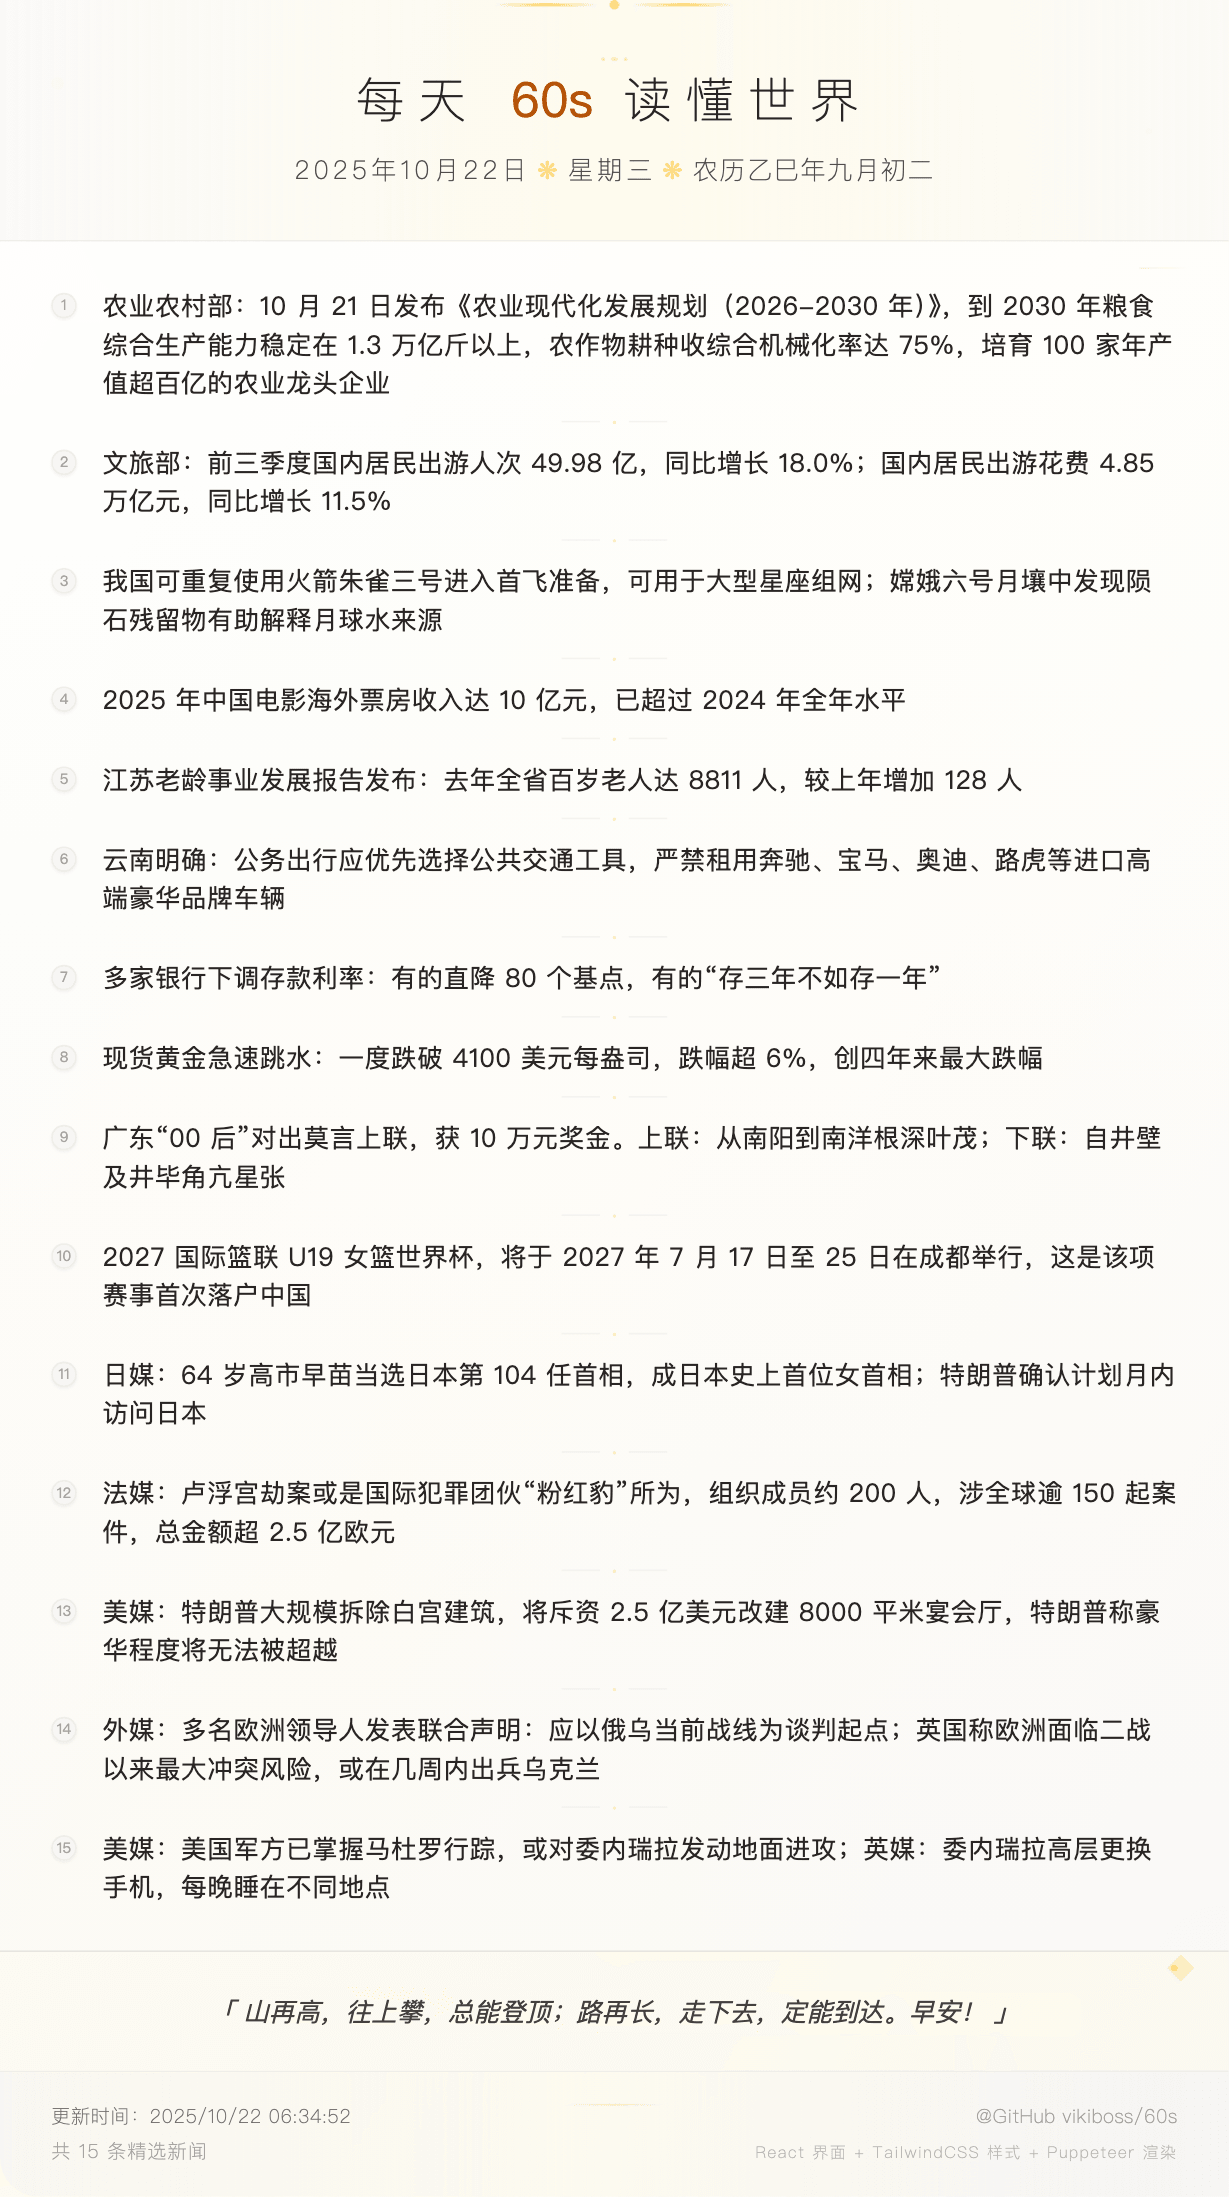 每天 60s 读懂世界
2025年10月22日 ❋ 星期三 ❋ 农历乙巳年九月初二
1 农业农村部：10 月 21 日发布《农业现代化发展规划（2026–2030 年）》，到 2030 年粮食
综合生产能力稳定在 1.3 万亿斤以上，农作物耕种收综合机械化率达 75%，培育 100 家年产
值超百亿的农业龙头企业
2 文旅部：前三季度国内居民出游人次 49.98 亿，同比增长 18.0%；国内居民出游花费 4.85
万亿元，同比增长 11.5%
3 我国可重复使用火箭朱雀三号进入首飞准备，可用于大型星座组网；嫦娥六号月壤中发现陨
石残留物有助解释月球水来源
4 2025 年中国电影海外票房收入达 10 亿元，已超过 2024 年全年水平
5 江苏老龄事业发展报告发布：去年全省百岁老人达 8811 人，较上年增加 128 人
6 云南明确：公务出行应优先选择公共交通工具，严禁租用奔驰、宝马、奥迪、路虎等进口高
端豪华品牌车辆
7 多家银行下调存款利率：有的直降 80 个基点，有的“存三年不如存一年”
8 现货黄金急速跳水：一度跌破 4100 美元每盎司，跌幅超 6%，创四年来最大跌幅
9 广东“00 后”对出莫言上联，获 10 万元奖金。上联：从南阳到南洋根深叶茂；下联：自井壁
及井毕角亢星张
10 2027 国际篮联 U19 女篮世界杯，将于 2027 年 7 月 17 日至 25 日在成都举行，这是该项
赛事首次落户中国
11 日媒：64 岁高市早苗当选日本第 104 任首相，成日本史上首位女首相；特朗普确认计划月内
访问日本
12 法媒：卢浮宫劫案或是国际犯罪团伙“粉红豹”所为，组织成员约 200 人，涉全球逾 150 起案
件，总金额超 2.5 亿欧元
13 美媒：特朗普大规模拆除白宫建筑，将斥资 2.5 亿美元改建 8000 平米宴会厅，特朗普称豪
华程度将无法被超越
14 外媒：多名欧洲领导人发表联合声明：应以俄乌当前战线为谈判起点；英国称欧洲面临二战
以来最大冲突风险，或在几周内出兵乌克兰
15 美媒：美国军方已掌握马杜罗行踪，或对委内瑞拉发动地面进攻；英媒：委内瑞拉高层更换
手机，每晚睡在不同地点
「 山再高，往上攀，总能登顶；路再长，走下去，定能到达。早安！ 」
更新时间：2025/10/22 06:34:52
@GitHub vikiboss/60s
共 15 条精选新闻
React 界面 + TailwindCSS 样式 + Puppeteer 渲染